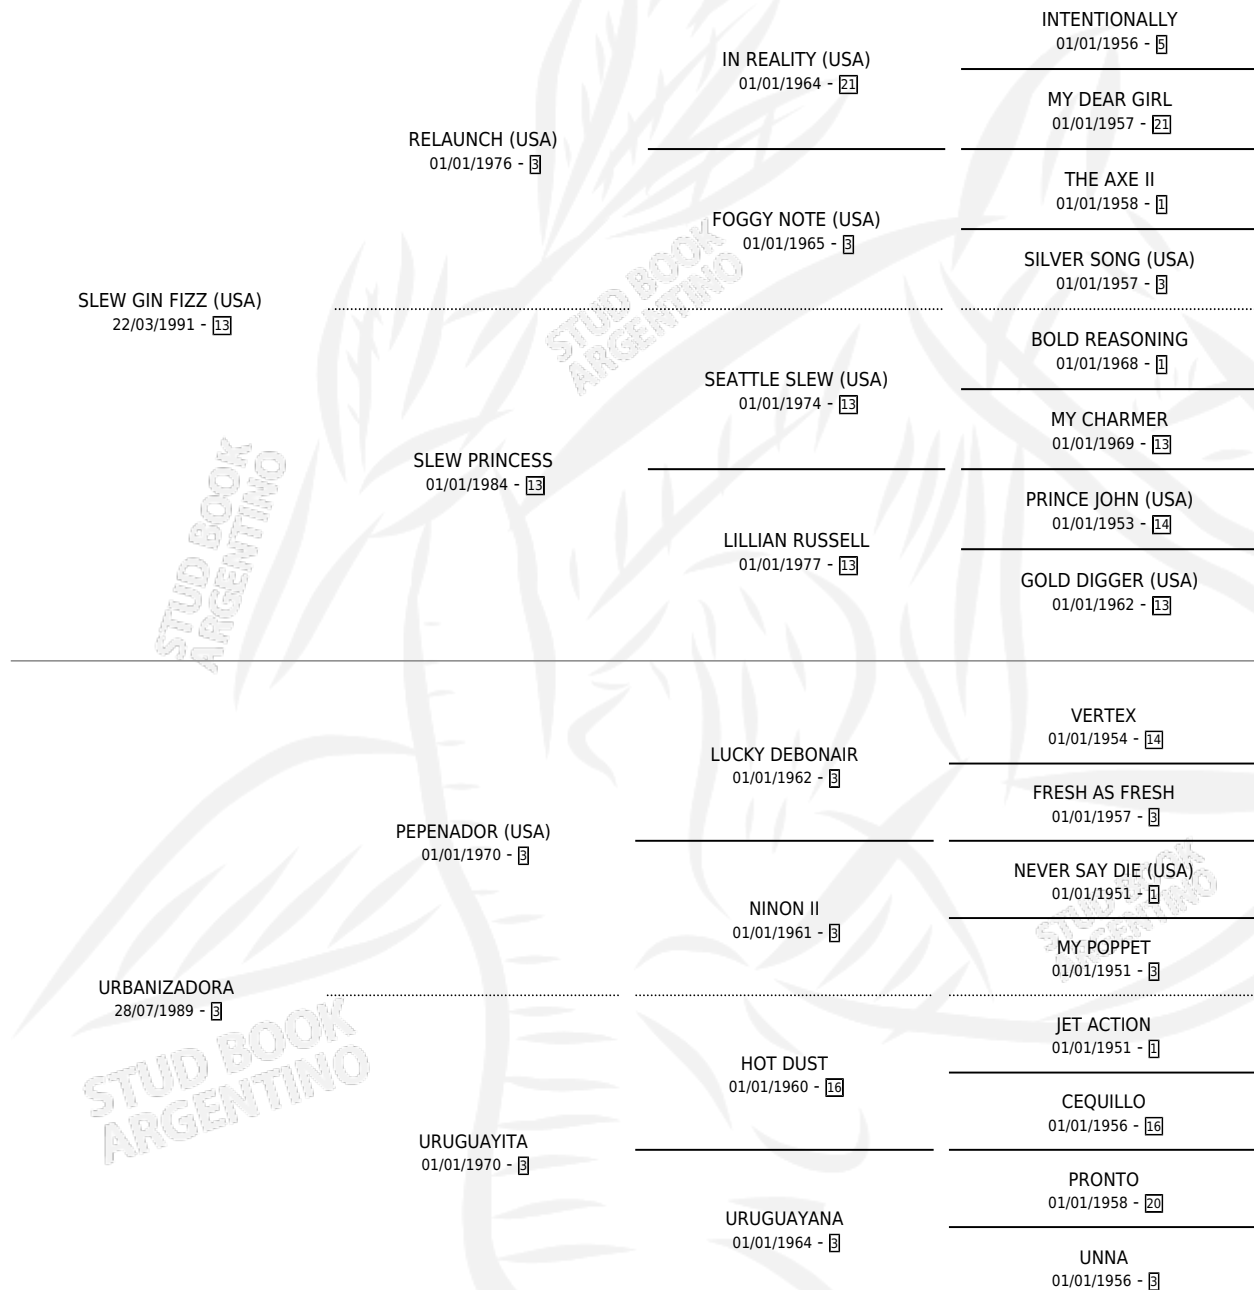 INTENTIONALLY
01/01/1956 - 5
IN REALITY (USA)
01/01/1964 - 21
MY DEAR GIRL
01/01/1957 - 21
RELAUNCH (USA)
01/01/1976 - 3
THE AXE II
01/01/1958 - 1
FOGGY NOTE (USA)
01/01/1965 - 3
SILVER SONG (USA)
01/01/1957 - 3
SLEW GIN FIZZ (USA)
22/03/1991 - 13
STUD BOOK
ARGENTINO
BOLD REASONING
01/01/1968 - 1
SEATTLE SLEW (USA)
01/01/1974 - 13
MY CHARMER
01/01/1969 - 13
SLEW PRINCESS
01/01/1984 - 13
PRINCE JOHN (USA)
01/01/1953 - 14
LILLIAN RUSSELL
01/01/1977 - 13
GOLD DIGGER (USA)
01/01/1962 - 13
STUD BOOK
ARGENTINO
VERTEX
01/01/1954 - 14
LUCKY DEBONAIR
01/01/1962 - 3
FRESH AS FRESH
01/01/1957 - 3
PEPENADOR (USA)
01/01/1970 - 3
NEVER SAY DIE (USA)
01/01/1951 - 1
NINON II
01/01/1961 - 3
MY POPPET
01/01/1951 - 3
STUD BOOK
ARGENTINO
URBANIZADORA
28/07/1989 - 3
STUD BOOK
ARGENTINO
JET ACTION
01/01/1951 - 1
HOT DUST
01/01/1960 - 16
CEQUILLO
01/01/1956 - 16
URUGUAYITA
01/01/1970 - 3
PRONTO
01/01/1958 - 20
URUGUAYANA
01/01/1964 - 3
UNNA
01/01/1956 - 3